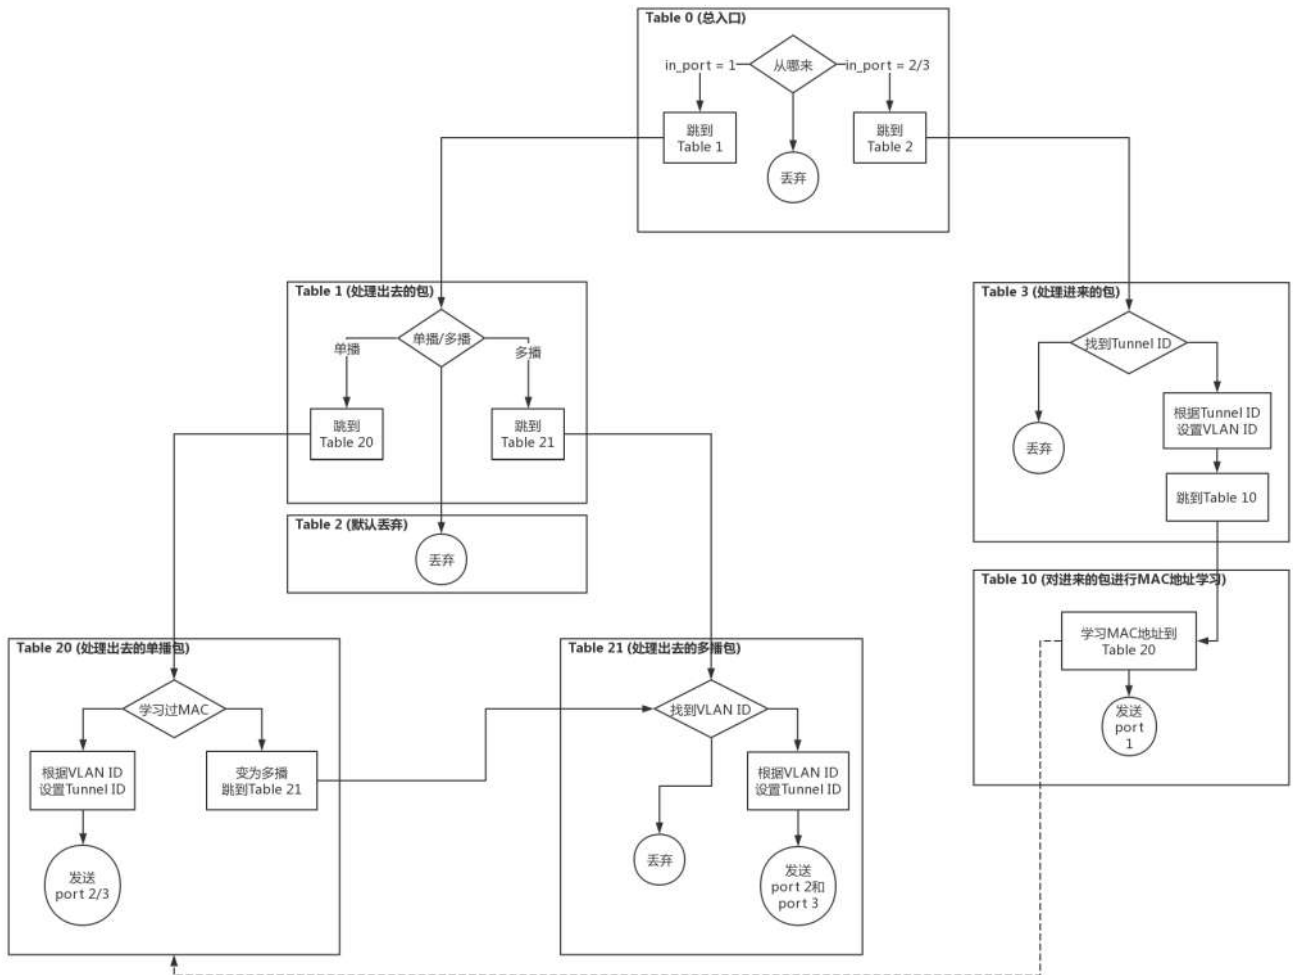 Table 0 (总入口)
in_port = 1
从哪来
in_port = 2/3
跳到
Table 1
跳到
Table 2
丢弃
Table 1 (处理出去的包)
单播/多播
单播
多播
跳到
Table 20
跳到
Table 21
Table 2 (默认丢弃)
丢弃
Table 3 (处理进来的包)
找到Tunnel ID
根据Tunnel ID
设置VLAN ID
丢弃
跳到Table 10
Table 10 (对进来的包进行MAC地址学习)
学习MAC地址到
Table 20
发送
port
1
Table 20 (处理出去的单播包)
学习过MAC
根据VLAN ID
设置Tunnel ID
变为多播
跳到Table 21
发送
port 2/3
Table 21 (处理出去的多播包)
找到VLAN ID
根据VLAN ID
设置Tunnel ID
丢弃
发送
port 2和
port 3